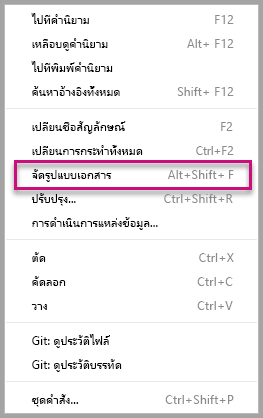 ไปที่คำนิยาม F12
เหลือบดูคำนิยาม Alt+ F12
ไปที่พิมพ์คำนิยาม
ค้นหาอ้างอิงทั้งหมด Shift+ F12
เปลี่ยนชื่อสัญลักษณ์ F2
เปลี่ยนการกระทำทั้งหมด Ctrl+F2
จัดรูปแบบเอกสาร Alt+Shift+ F
ปรับปรุง... Ctrl+Shift+R
การดำเนินการแหล่งข้อมูล...
ตัด Ctrl+X
คัดลอก Ctrl+C
วาง Ctrl+V
Git: ดูประวัติไฟล์
Git: ดูประวัติบรรทัด
ชุดคำสั่ง... Ctrl+Shift+P